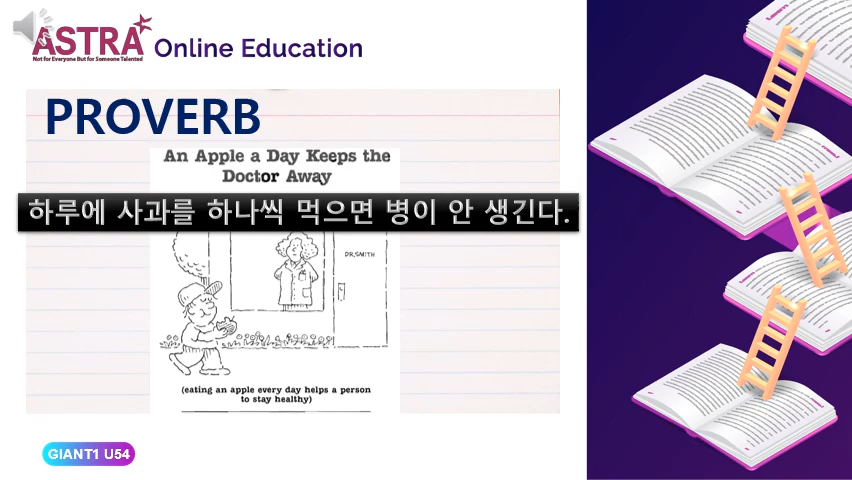 ASTRA
Not for Everyone But for Someone Talented
Online Education
PROVERB
An Apple a Day Keeps the
Doctor Away
하루에 사과를 하나씩 먹으면 병이 안 생긴다.
DR.SMITH
(eating an apple every day helps a person
to stay healthy)
GIANT1 U54